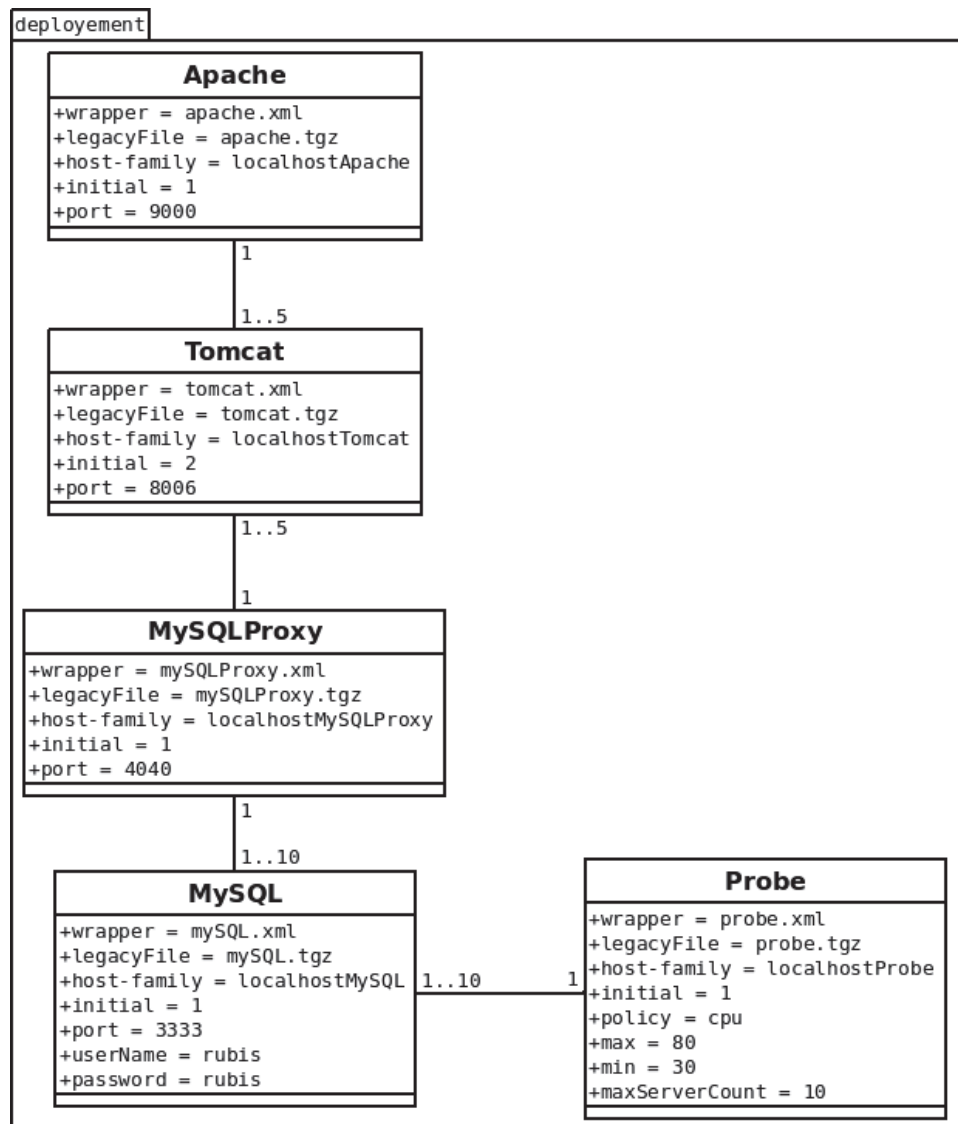 deployement
Apache
+wrapper = apache.xml
+legacyFile = apache.tgz
+host-family = localhostApache
+initial = 1
+port = 9000
1
1..5
Tomcat
+wrapper = tomcat.xml
+legacyFile = tomcat.tgz
+host-family = localhostTomcat
+initial = 2
+port = 8006
1..5
1
MySQLProxy
+wrapper = mySQLProxy.xml
+legacyFile = mySQLProxy.tgz
+host-family = localhostMySQLProxy
+initial = 1
+port = 4040
1
1..10
MySQL
+wrapper = mySQL.xml
+legacyFile = mySQL.tgz
+host-family = localhostMySQL
+initial = 1
+port = 3333
+userName = rubis
+password = rubis
1..10
1
Probe
+wrapper = probe.xml
+legacyFile = probe.tgz
+host-family = localhostProbe
+initial = 1
+policy = cpu
+max = 80
+min = 30
+maxServerCount = 10